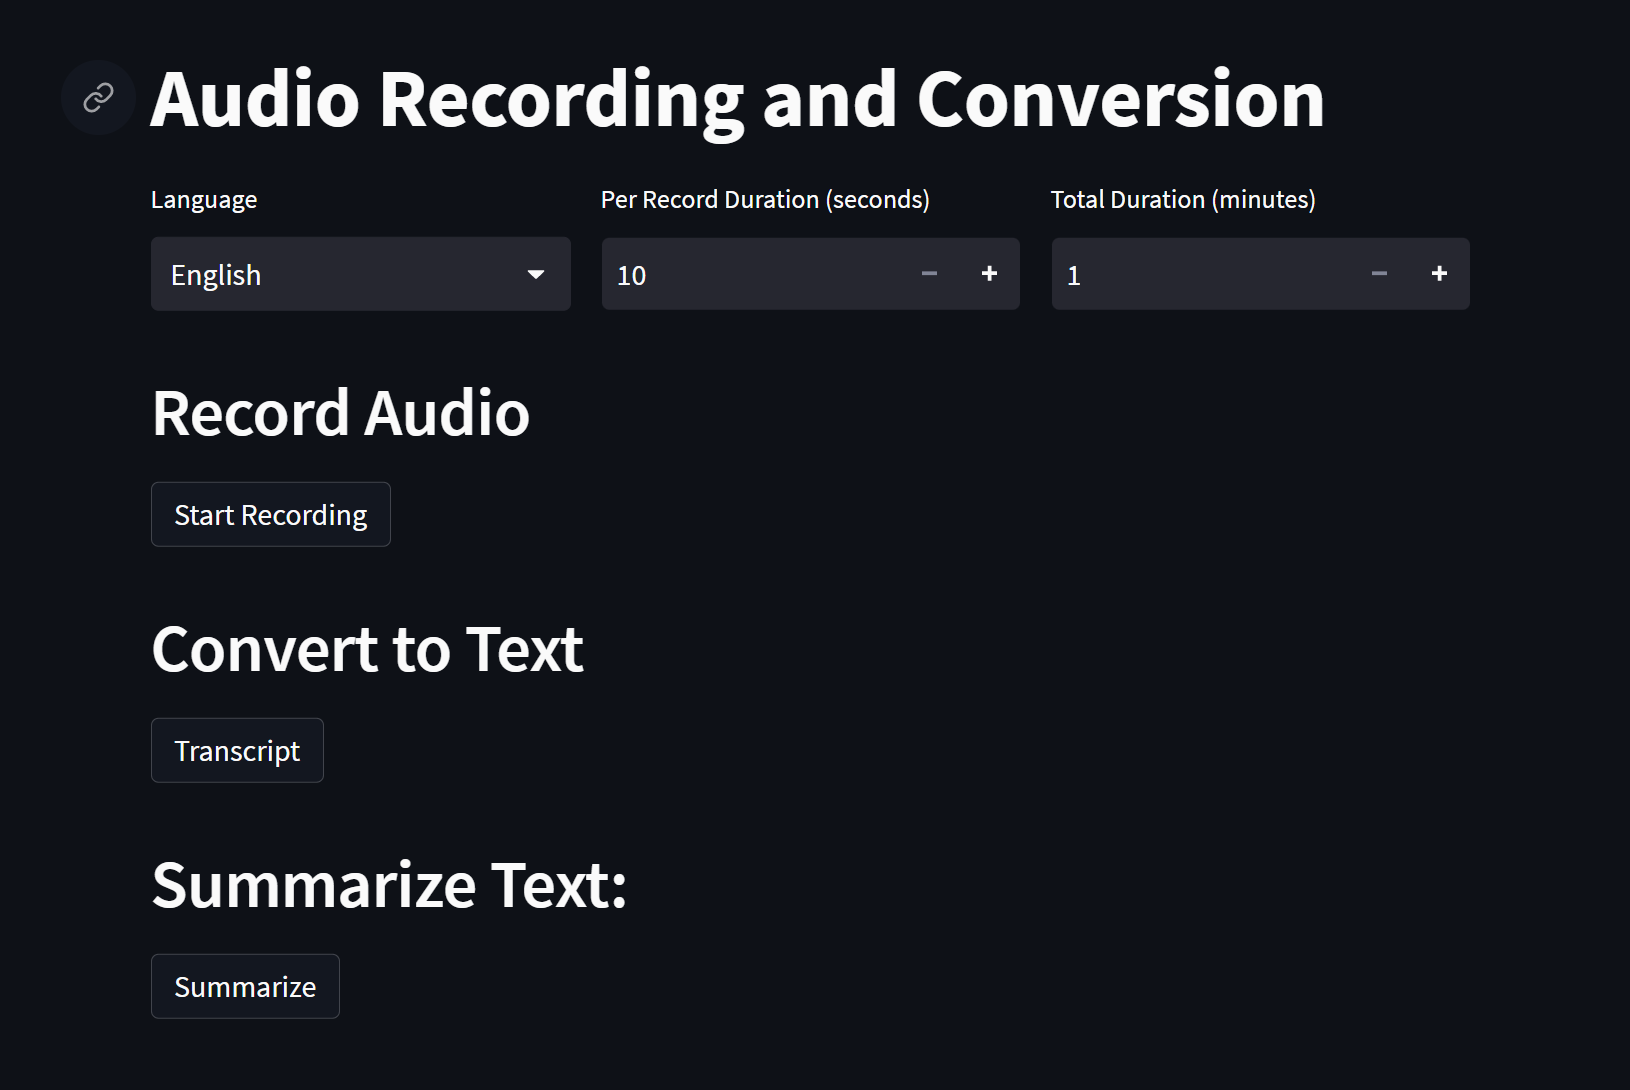 Audio Recording and Conversion
Language
Per Record Duration (seconds)
Total Duration (minutes)
English
10
1
Record Audio
Start Recording
Convert to Text
Transcript
Summarize Text:
Summarize